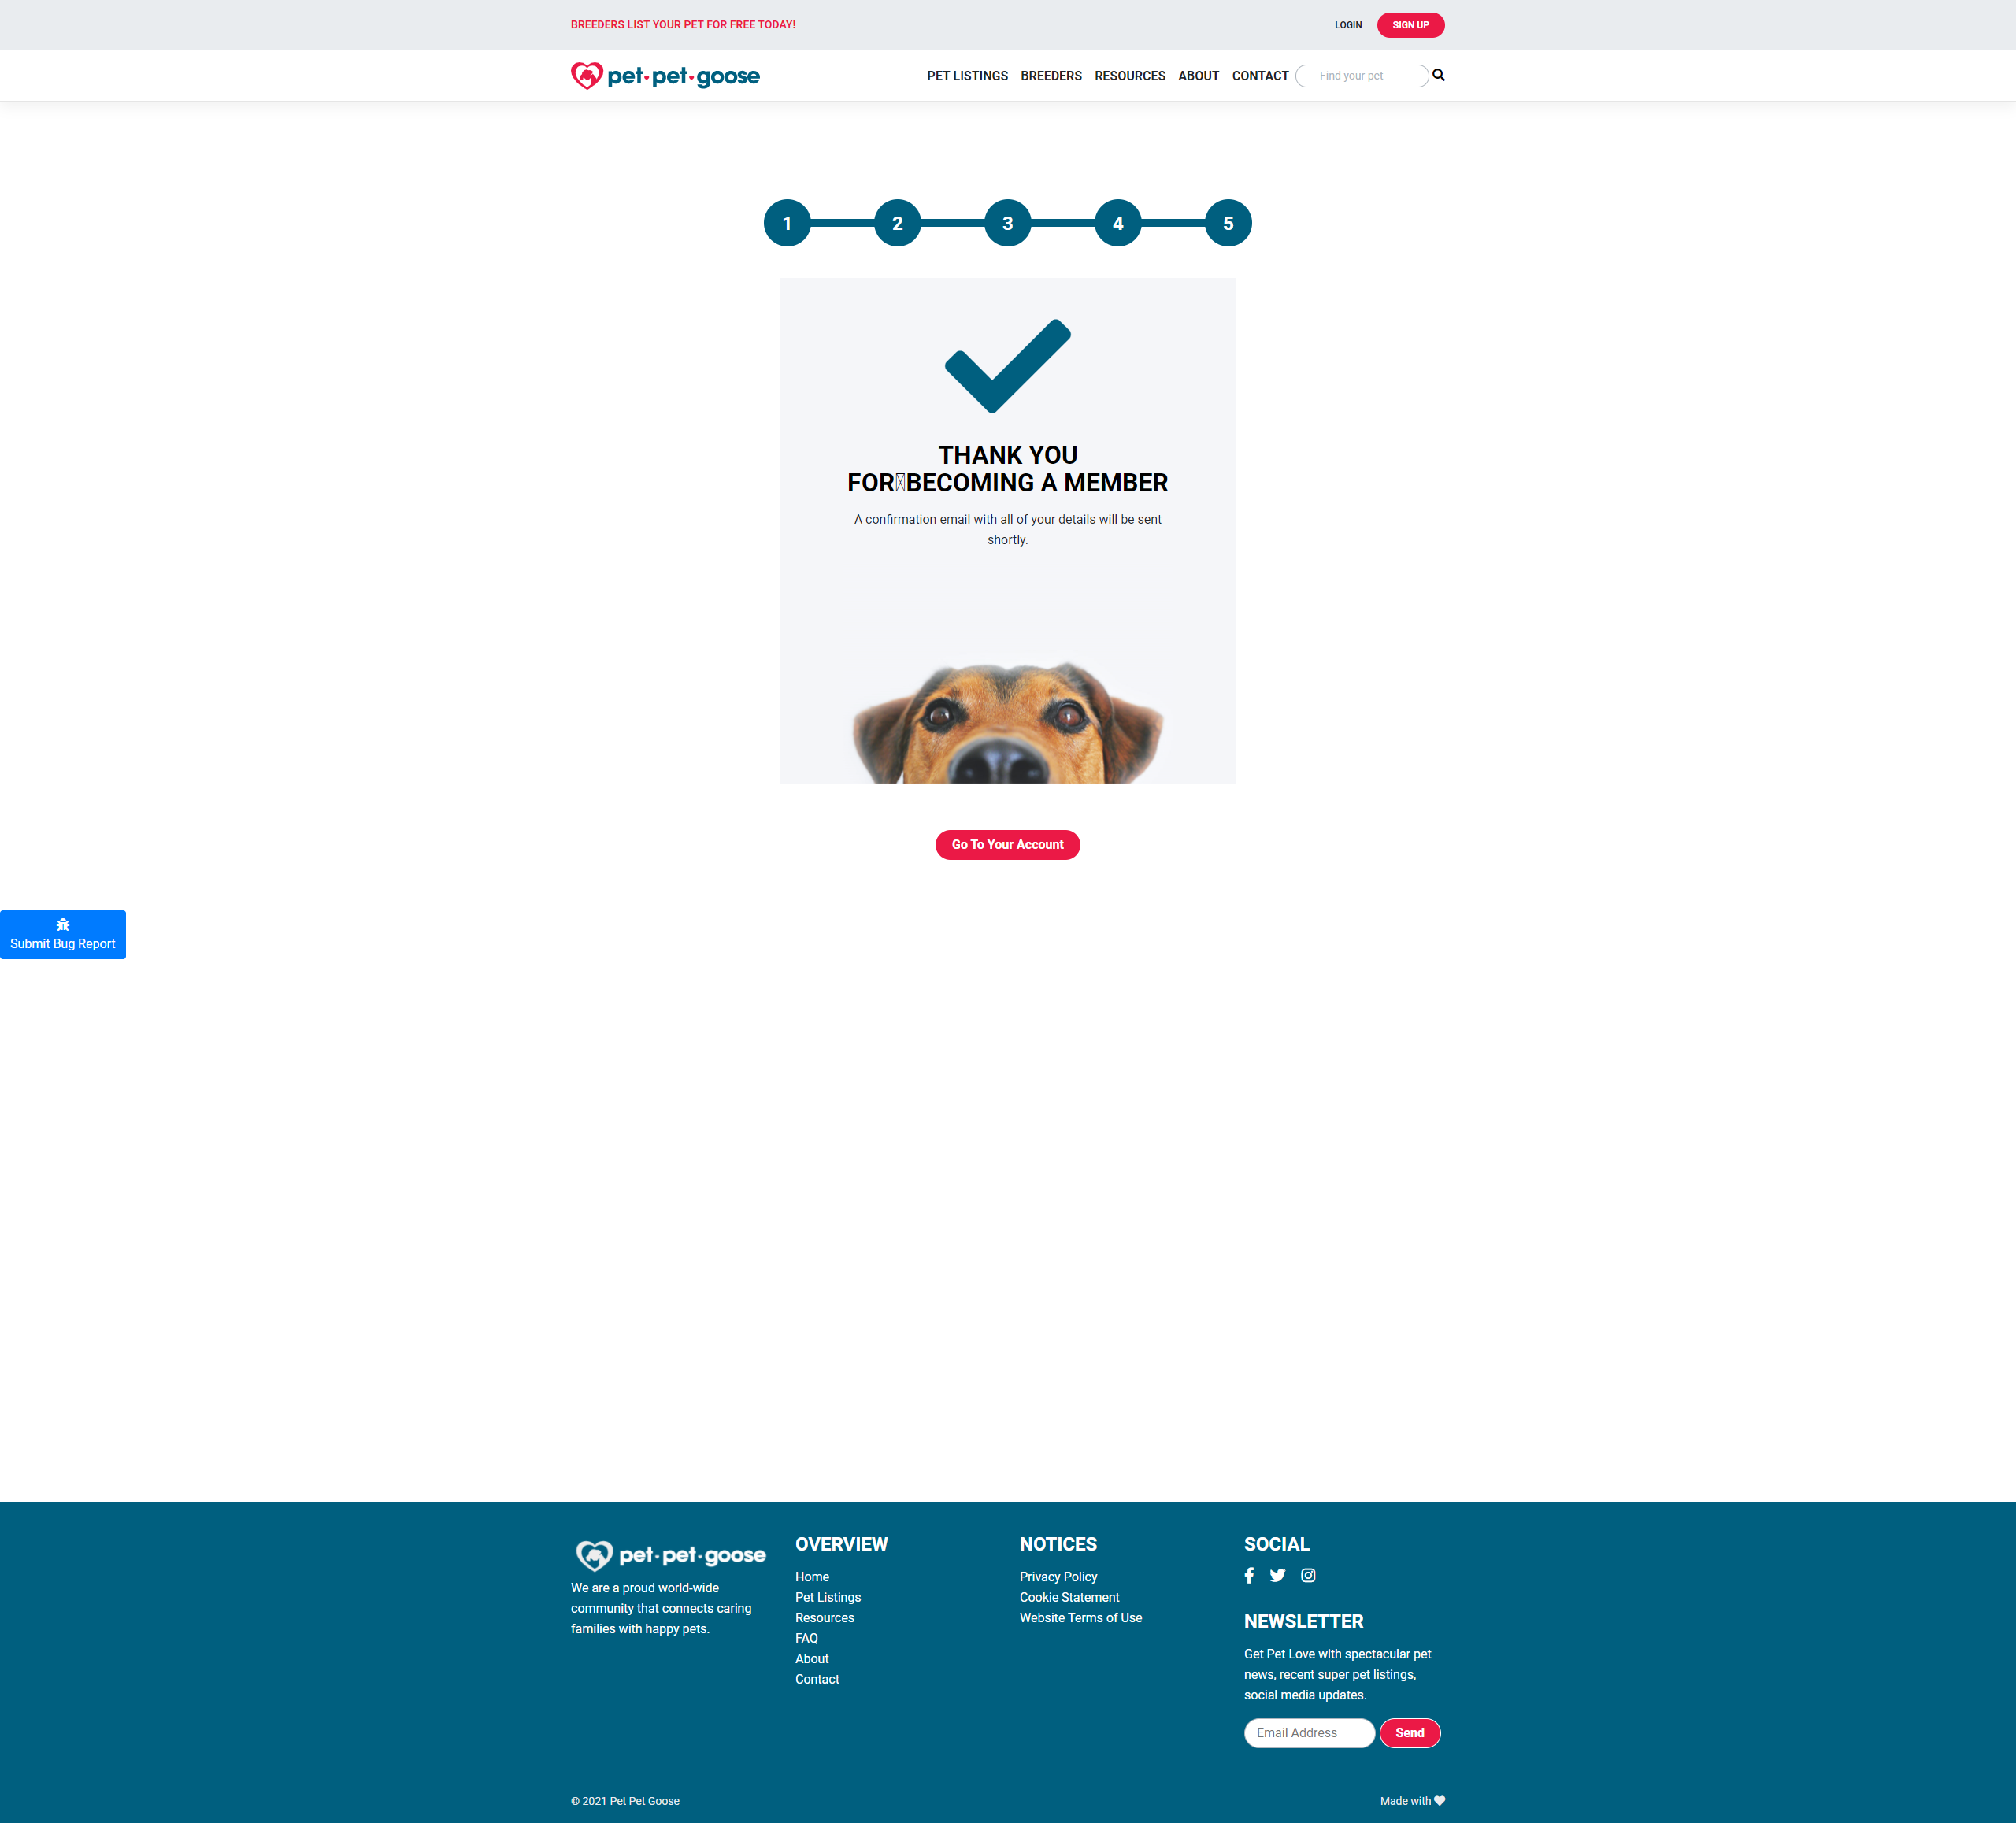 BREEDERS LIST YOUR PET FOR FREE TODAY!
LOGIN
SIGN UP
pet·pet·goose
PET LISTINGS
BREEDERS
RESOURCES
ABOUT
CONTACT
Find your pet
1
2
3
4
5
THANK YOU
FOR BECOMING A MEMBER
A confirmation email with all of your details will be sent
shortly.
Go To Your Account
Submit Bug Report
pet·pet·goose
We are a proud world-wide
community that connects caring
families with happy pets.
OVERVIEW
Home
Pet Listings
Resources
FAQ
About
Contact
NOTICES
Privacy Policy
Cookie Statement
Website Terms of Use
SOCIAL
NEWSLETTER
Get Pet Love with spectacular pet
news, recent super pet listings,
social media updates.
Email Address
Send
© 2021 Pet Pet Goose
Made with